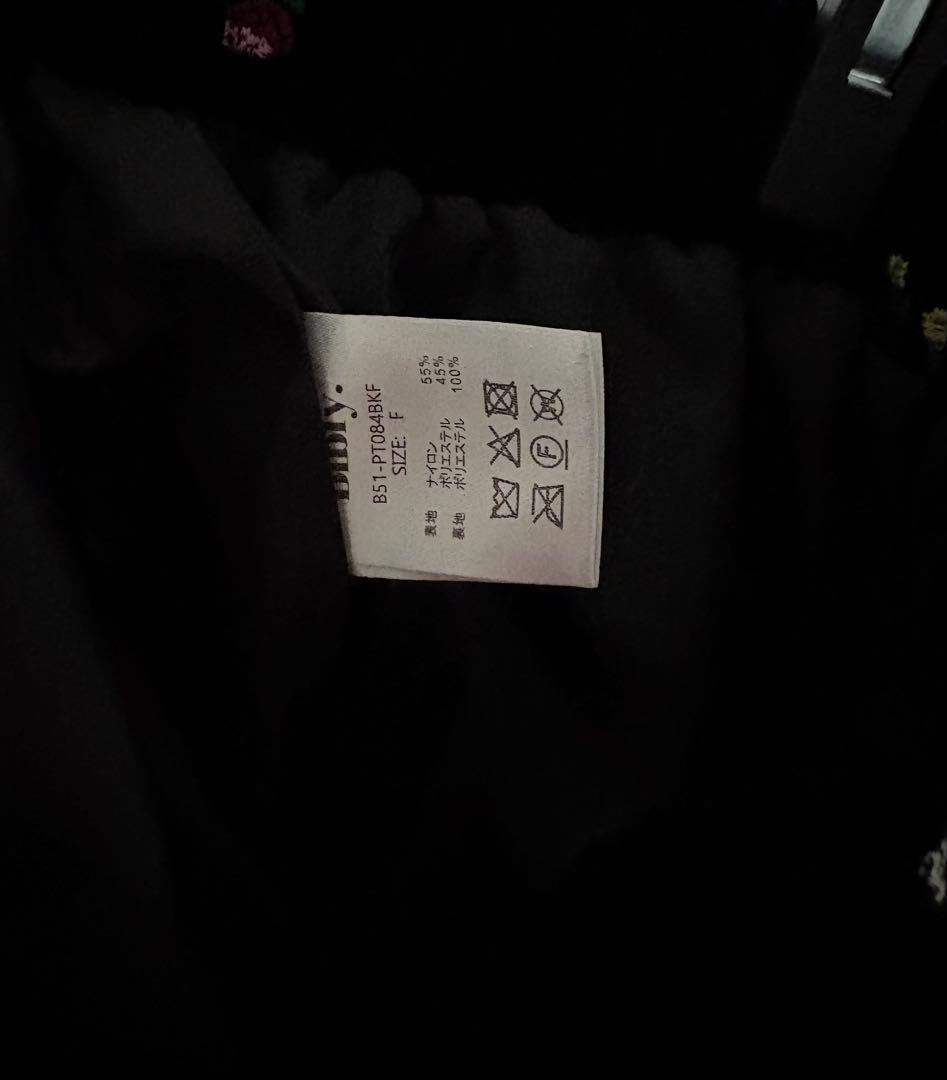 B51-PT084BKF
SIZE: F
表地 ナイロン 55%
ポリエステル 45%
裏地 ポリエステル 100%
F